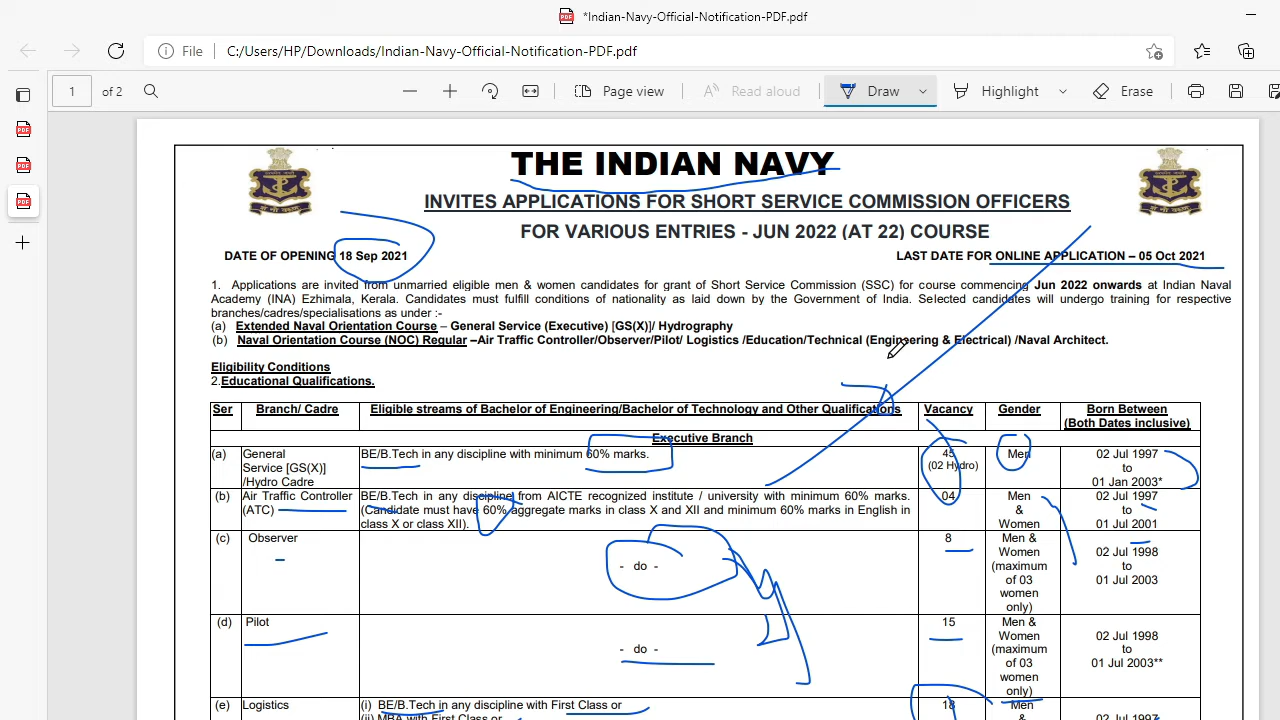 *Indian-Navy-Official-Notification-PDF.pdf
File C:/Users/HP/Downloads/Indian-Navy-Official-Notification-PDF.pdf
1 of 2 Page view Read aloud Draw Highlight Erase
THE INDIAN NAVY
INVITES APPLICATIONS FOR SHORT SERVICE COMMISSION OFFICERS
FOR VARIOUS ENTRIES - JUN 2022 (AT 22) COURSE
DATE OF OPENING 18 Sep 2021 LAST DATE FOR ONLINE APPLICATION – 05 Oct 2021
1. Applications are invited from unmarried eligible men & women candidates for grant of Short Service Commission (SSC) for course commencing Jun 2022 onwards at Indian Naval
Academy (INA) Ezhimala, Kerala. Candidates must fulfill conditions of nationality as laid down by the Government of India. Selected candidates will undergo training for respective
branches/cadres/specialisations as under :-
(a) Extended Naval Orientation Course – General Service (Executive) [GS(X)]/ Hydrography
(b) Naval Orientation Course (NOC) Regular –Air Traffic Controller/Observer/Pilot/ Logistics /Education/Technical (Engineering & Electrical) /Naval Architect.
Eligibility Conditions
2.Educational Qualifications.
Ser Branch/ Cadre Eligible streams of Bachelor of Engineering/Bachelor of Technology and Other Qualifications Vacancy Gender Born Between
(Both Dates inclusive)
Executive Branch
(a) General BE/B.Tech in any discipline with minimum 60% marks. 45 Men 02 Jul 1997
Service [GS(X)] (02 Hydro) to
/Hydro Cadre 01 Jan 2003*
(b) Air Traffic Controller BE/B.Tech in any discipline from AICTE recognized institute / university with minimum 60% marks. 04 Men 02 Jul 1997
(ATC) (Candidate must have 60% aggregate marks in class X and XII and minimum 60% marks in English in & to
class X or class XII). Women 01 Jul 2001
(c) Observer 8 Men &
Women 02 Jul 1998
- do - (maximum to
of 03 01 Jul 2003
women
only)
(d) Pilot 15 Men &
Women 02 Jul 1998
- do - (maximum to
of 03 01 Jul 2003**
women
only)
(e) Logistics (i) BE/B.Tech in any discipline with First Class or 18 Men
(ii) MBA with First Class or & 02 Jul 1997